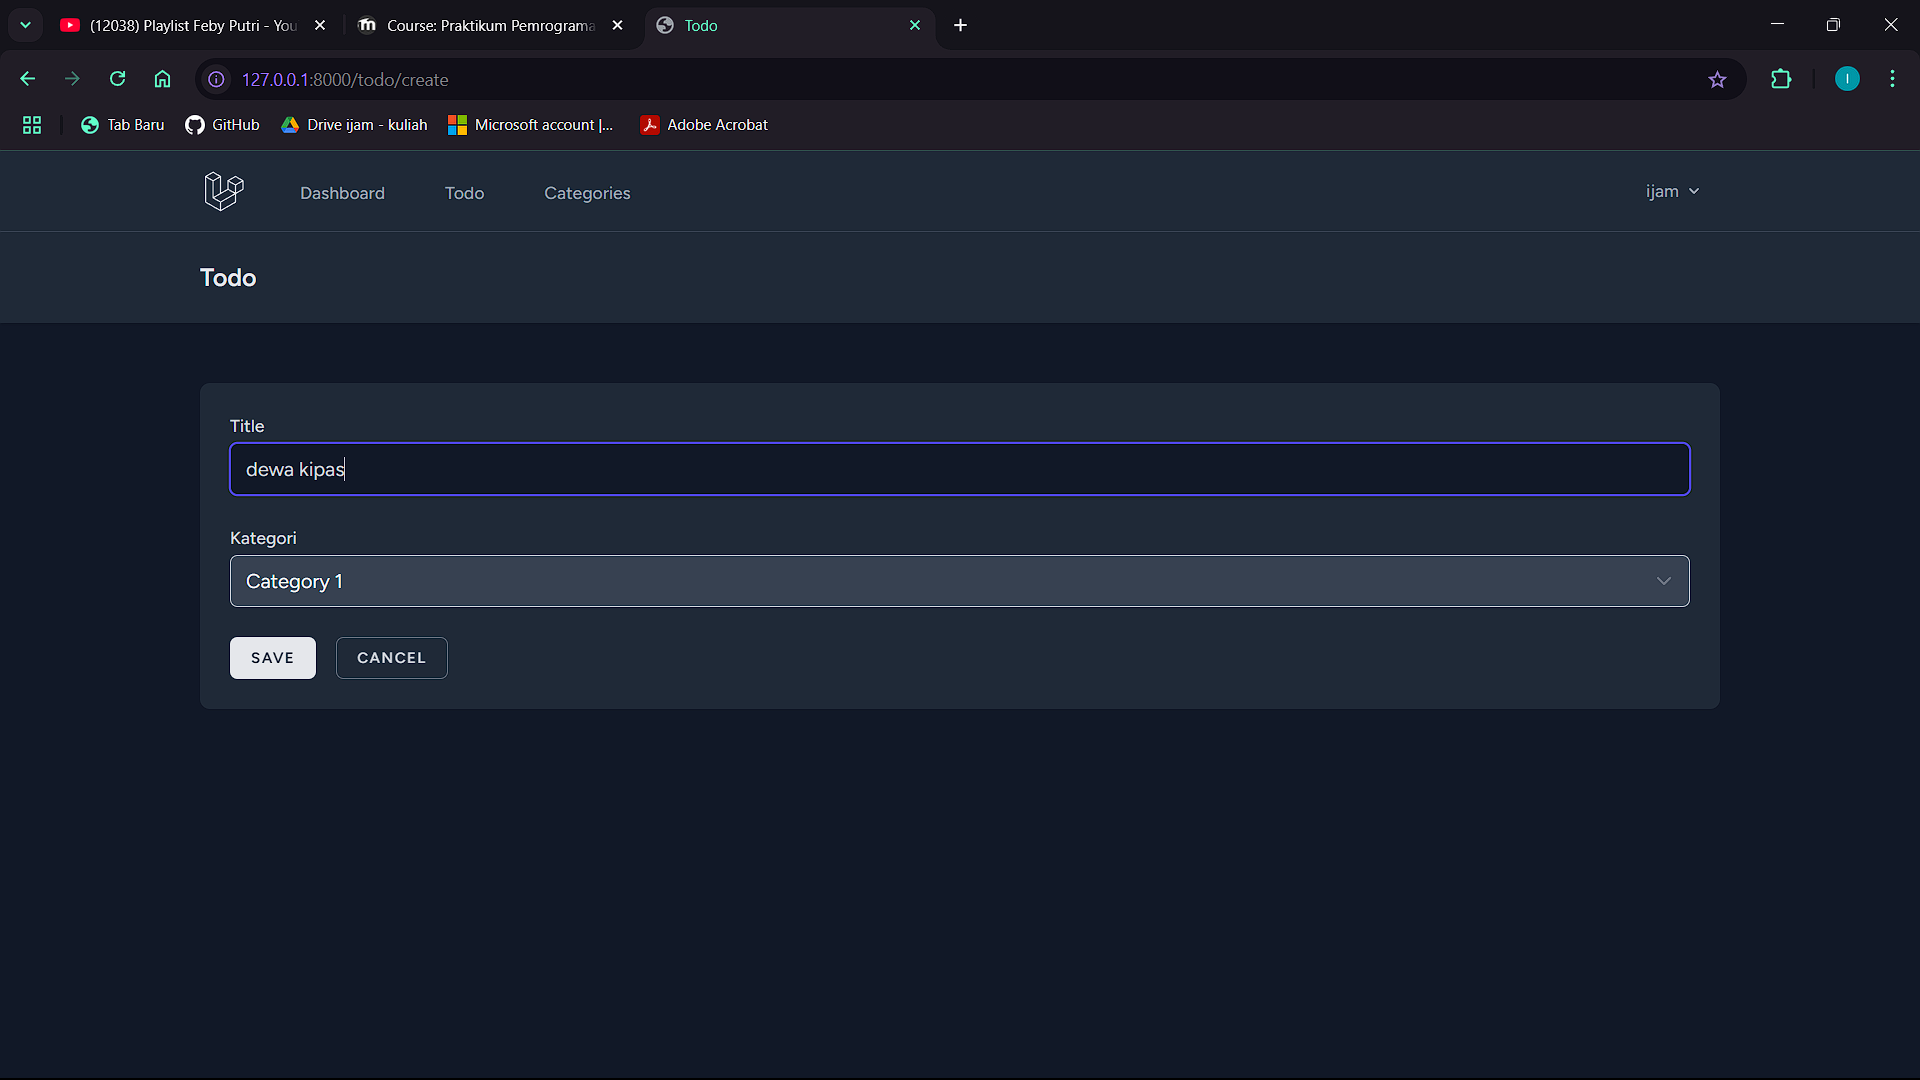 (12038) Playlist Feby Putri - You
Course: Praktikum Pemrograma
Todo
127.0.0.1:8000/todo/create
I
Tab Baru
GitHub
Drive ijam - kuliah
Microsoft account |...
Adobe Acrobat
Dashboard
Todo
Categories
ijam
Todo
Title
dewa kipas
Kategori
Category 1
SAVE
CANCEL